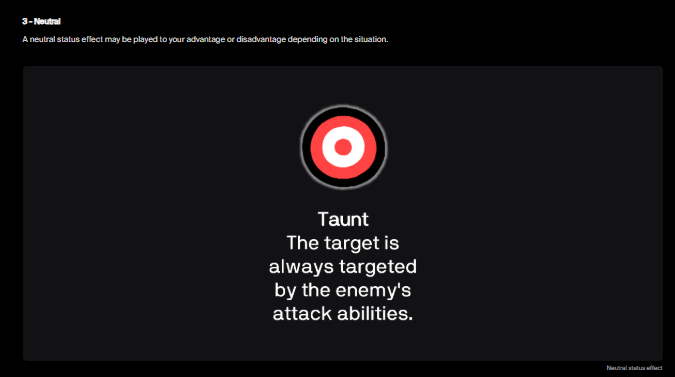 3 - Neutral
A neutral status effect may be played to your advantage or disadvantage depending on the situation.
Taunt
The target is
always targeted
by the enemy's
attack abilities.
Neutral status effect